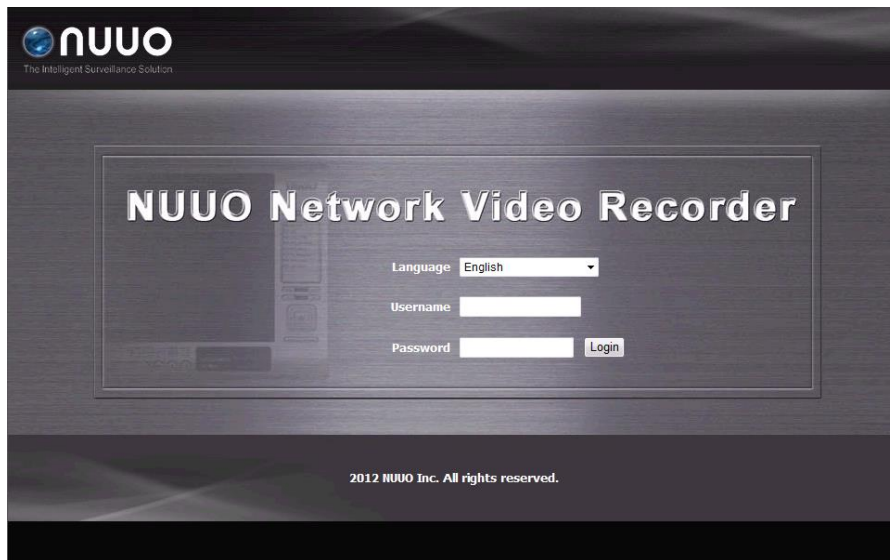 nuuo
The Intelligent Surveillance Solution
NUUO Network Video Recorder
Language English
Username
Password Login
2012 NUUO Inc. All rights reserved.